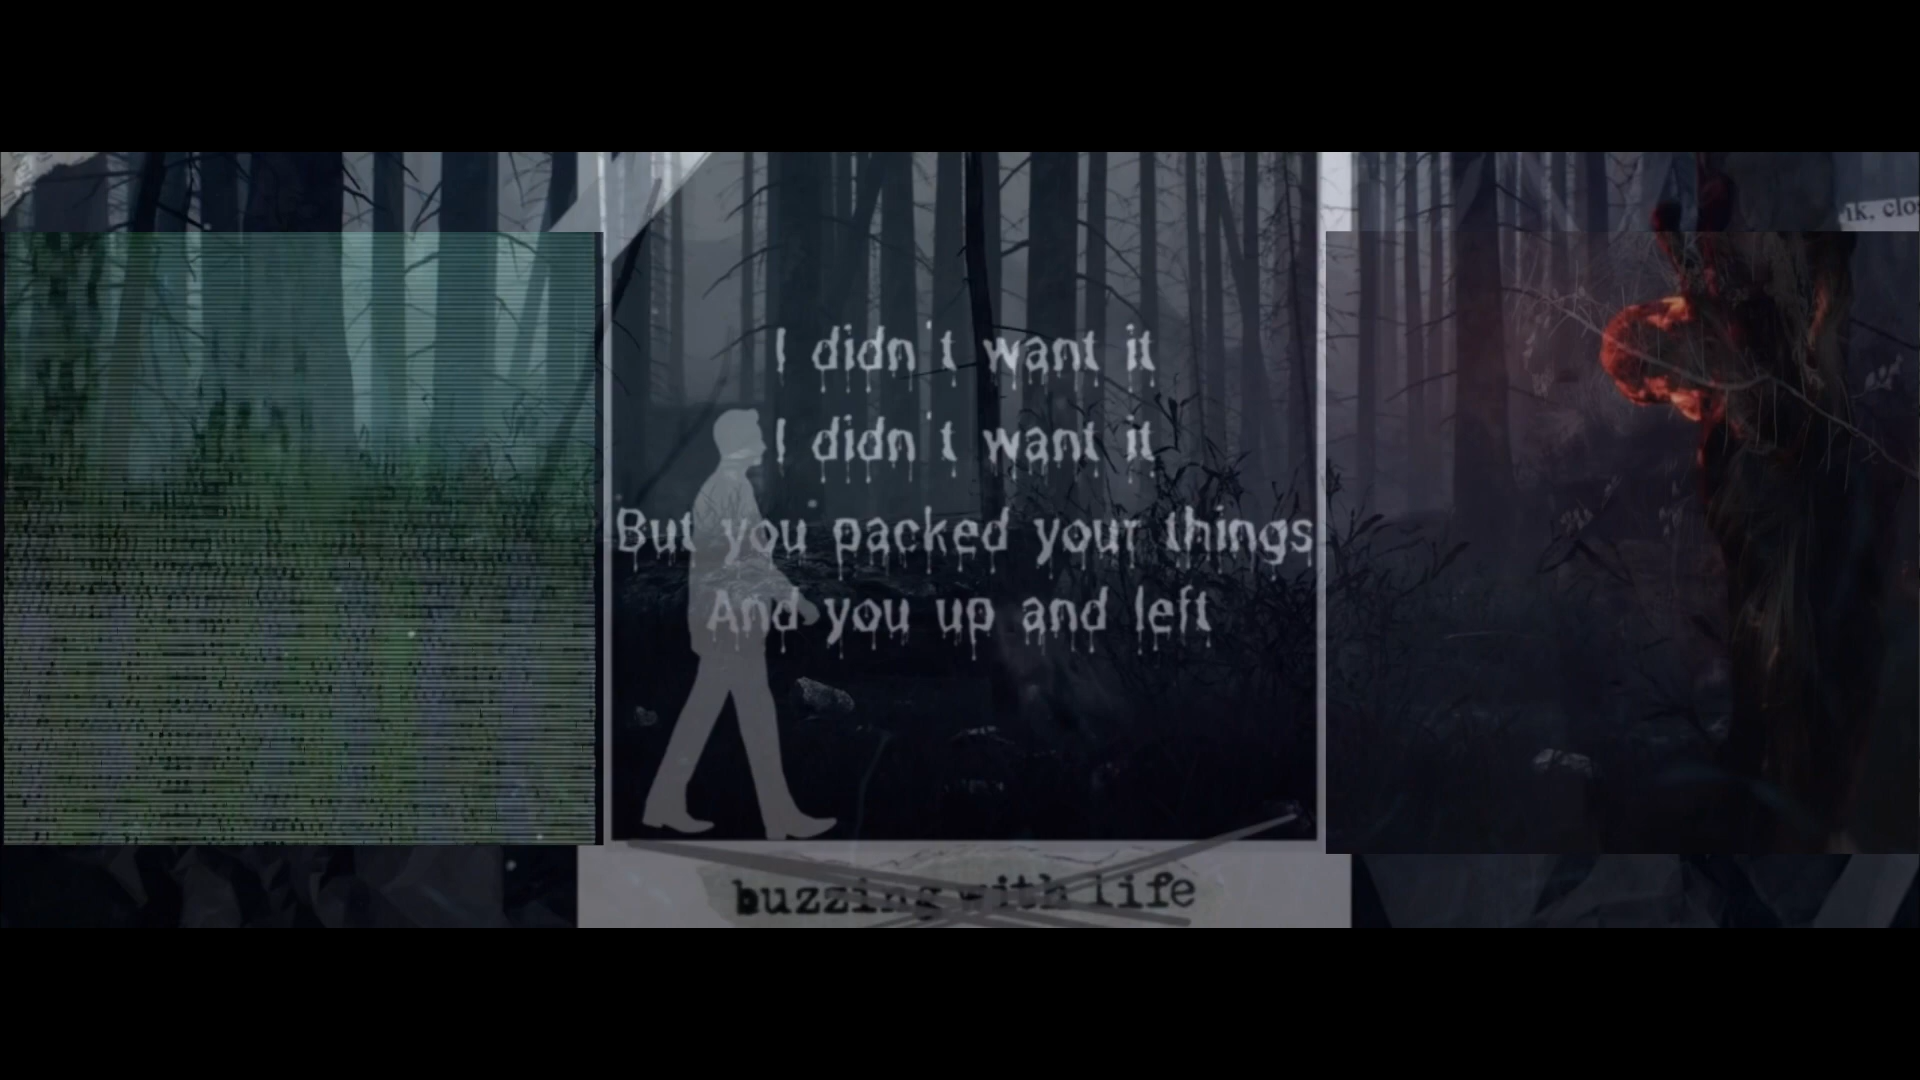 I didn't want it
I didn't want it
But you packed your things
And you up and left
buzzing with life